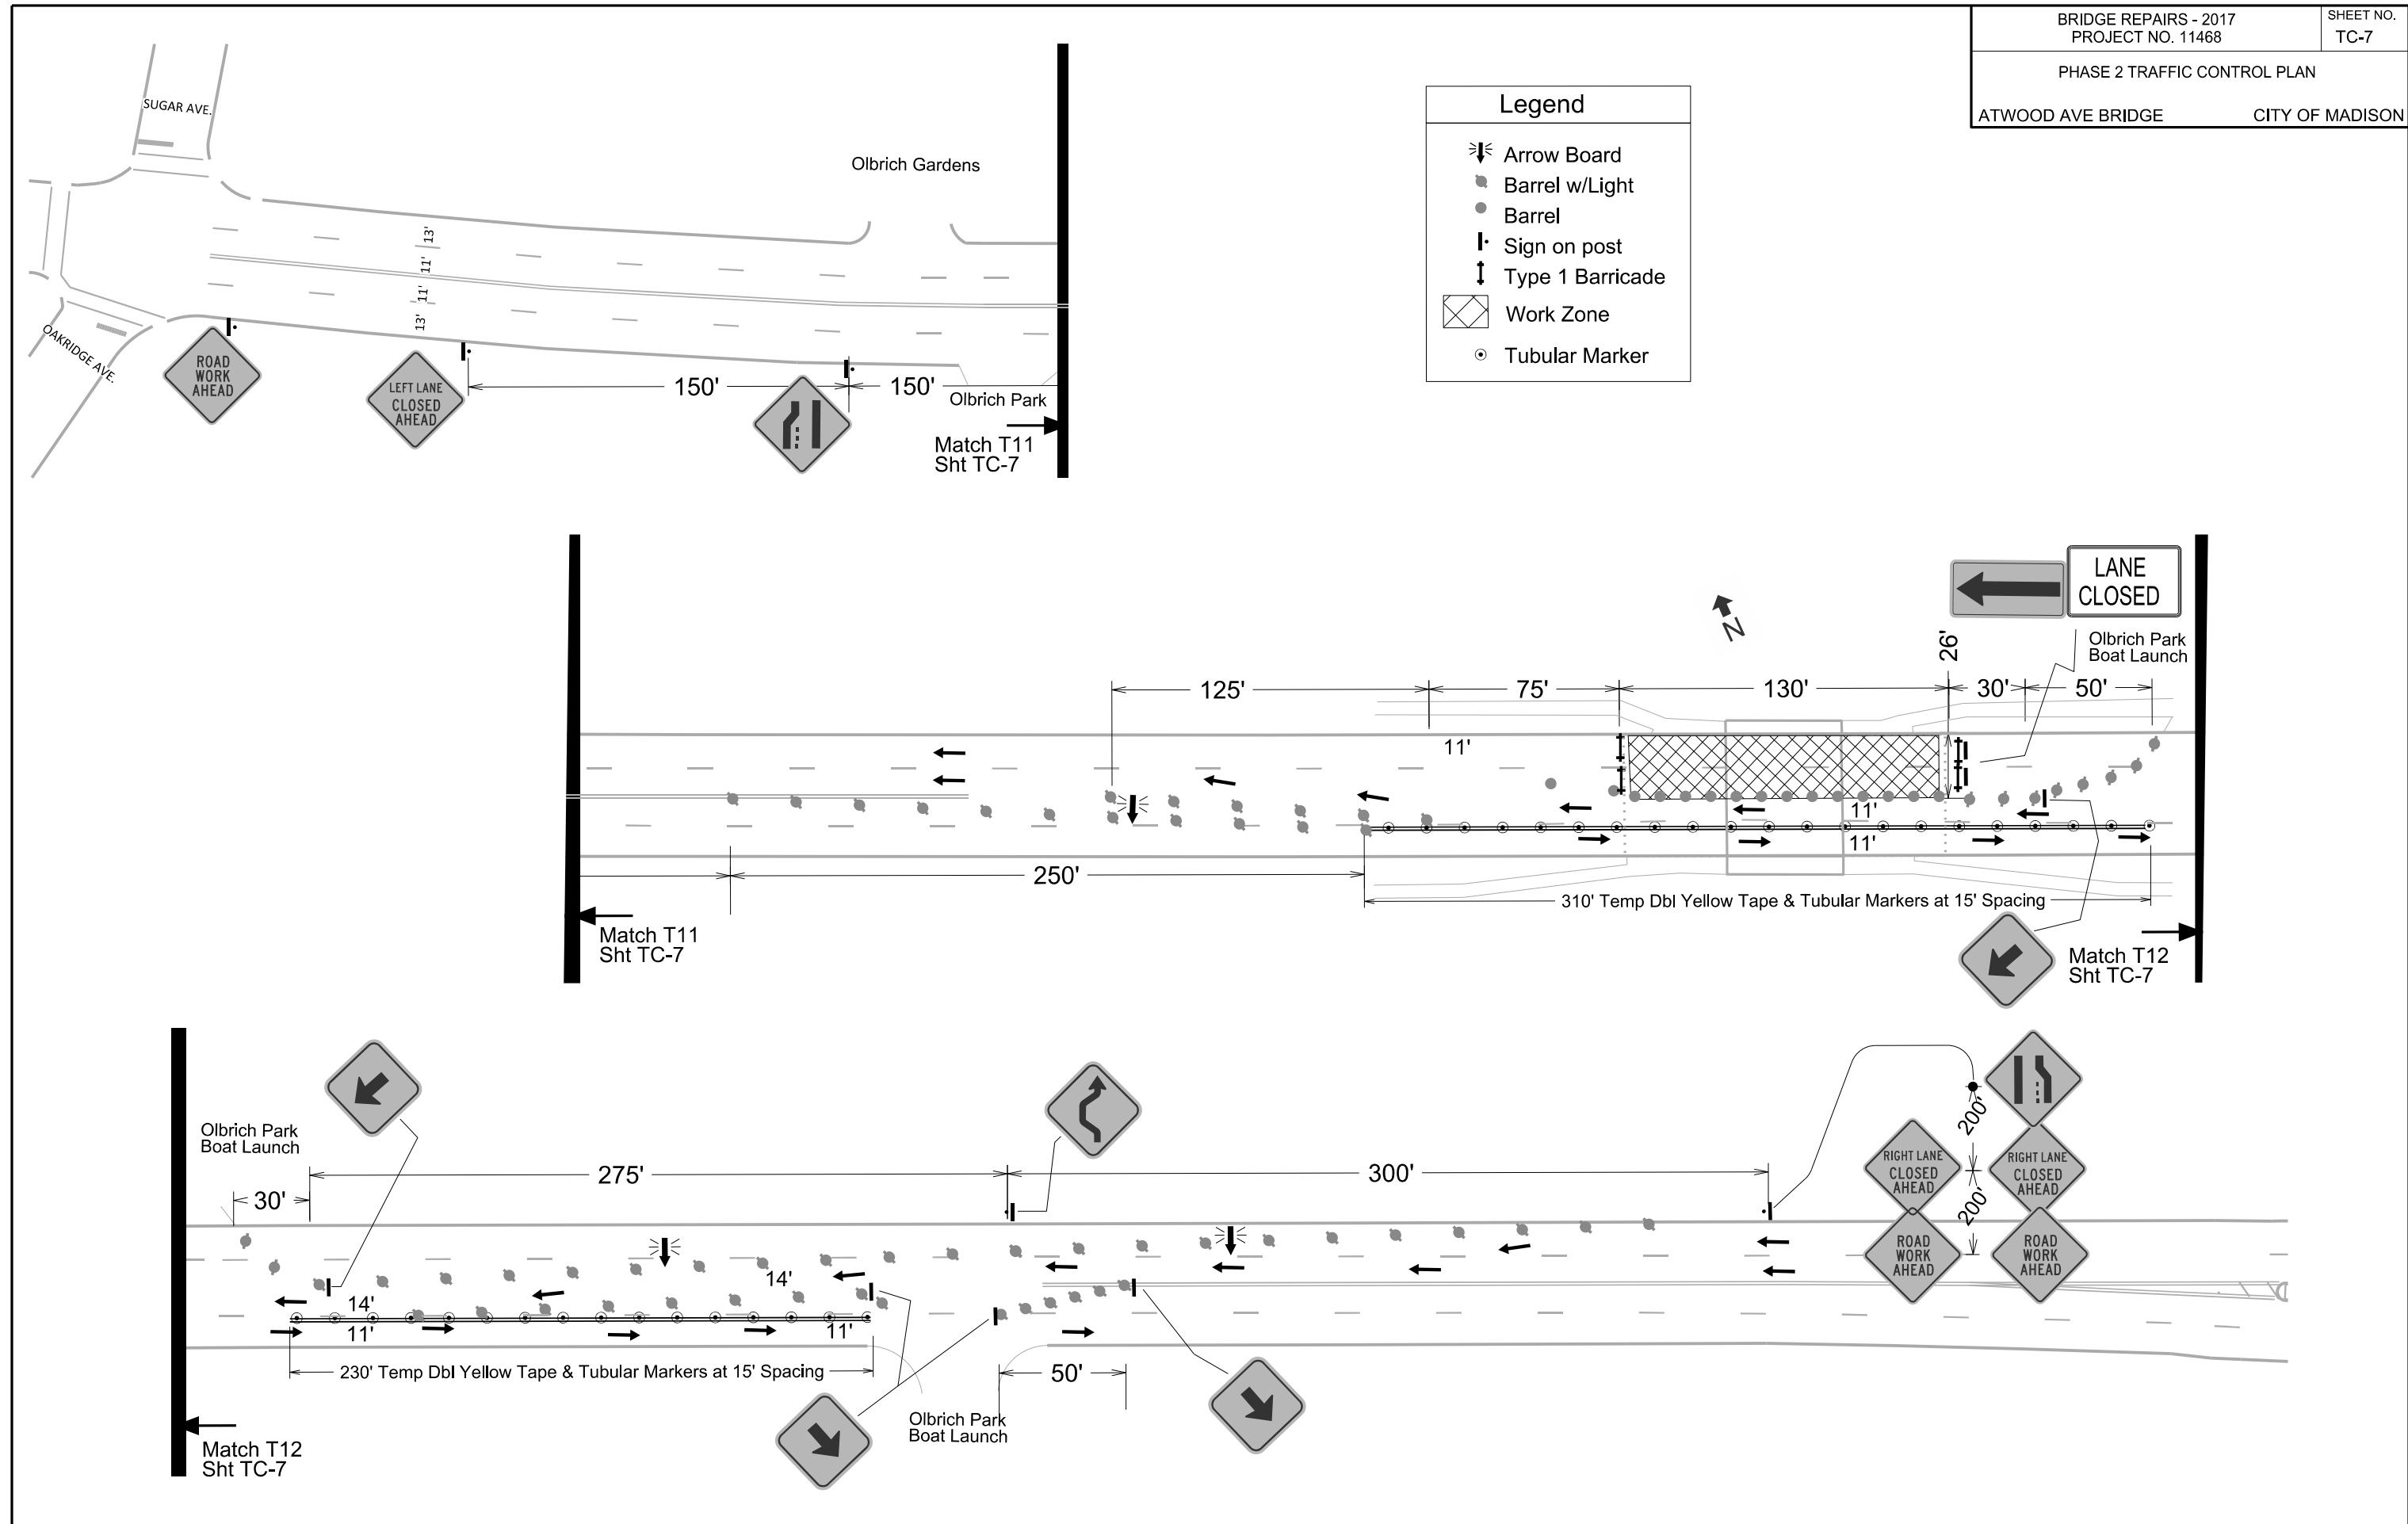 BRIDGE REPAIRS - 2017
PROJECT NO. 11468
SHEET NO.
TC-7
PHASE 2 TRAFFIC CONTROL PLAN
ATWOOD AVE BRIDGE
CITY OF MADISON
Legend
Arrow Board
Barrel w/Light
Barrel
Sign on post
Type 1 Barricade
Work Zone
Tubular Marker
SUGAR AVE.
Olbrich Gardens
13'
11'
11'
13'
OAKRIDGE AVE.
ROAD
WORK
AHEAD
LEFT LANE
CLOSED
AHEAD
150'
150'
Olbrich Park
Match T11
Sht TC-7
LANE
CLOSED
N
Olbrich Park
Boat Launch
26'
125'
75'
130'
30'
50'
11'
11'
11'
250'
310' Temp Dbl Yellow Tape & Tubular Markers at 15' Spacing
Match T11
Sht TC-7
Match T12
Sht TC-7
Olbrich Park
Boat Launch
30'
275'
300'
200'
200'
RIGHT LANE
CLOSED
AHEAD
RIGHT LANE
CLOSED
AHEAD
ROAD
WORK
AHEAD
ROAD
WORK
AHEAD
14'
14'
11'
11'
230' Temp Dbl Yellow Tape & Tubular Markers at 15' Spacing
50'
Olbrich Park
Boat Launch
Match T12
Sht TC-7